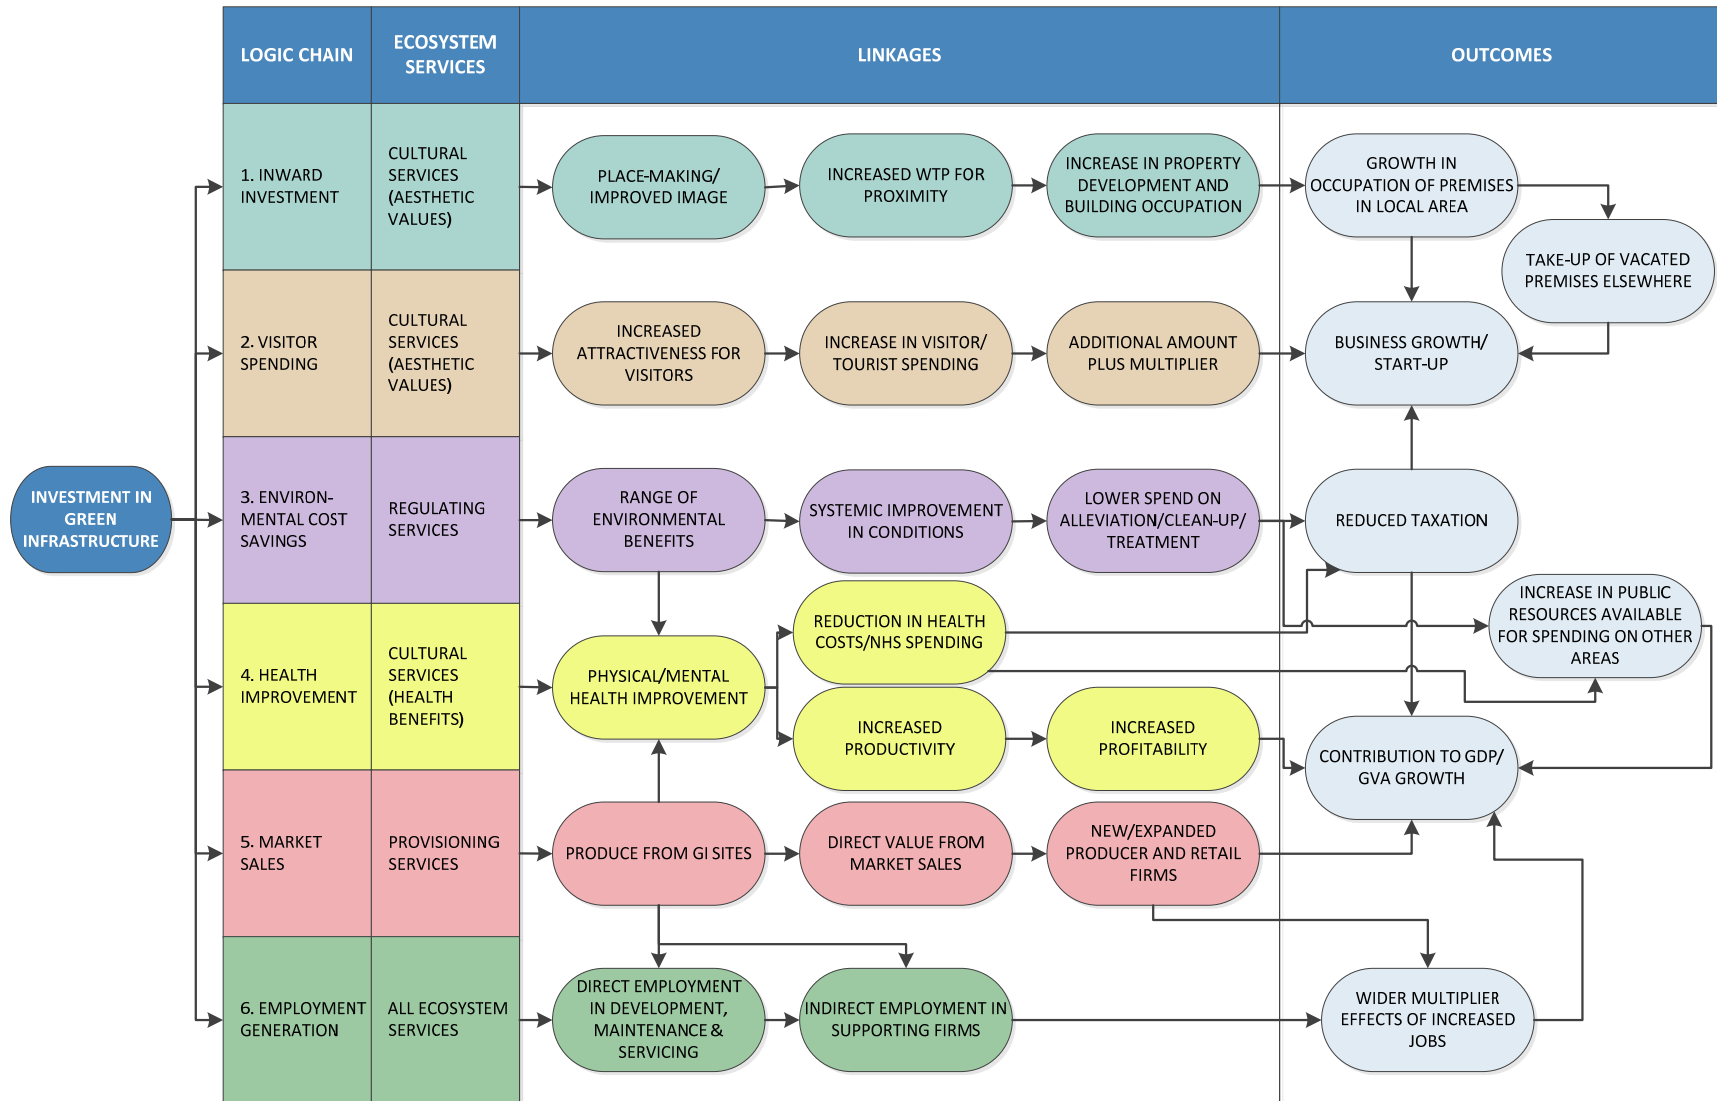 LOGIC CHAIN
ECOSYSTEM
SERVICES
LINKAGES
OUTCOMES
INVESTMENT IN
GREEN
INFRASTRUCTURE
1. INWARD
INVESTMENT
CULTURAL
SERVICES
(AESTHETIC
VALUES)
PLACE-MAKING/
IMPROVED IMAGE
INCREASED WTP FOR
PROXIMITY
INCREASE IN PROPERTY
DEVELOPMENT AND
BUILDING OCCUPATION
GROWTH IN
OCCUPATION OF PREMISES
IN LOCAL AREA
TAKE-UP OF VACATED
PREMISES ELSEWHERE
2. VISITOR
SPENDING
CULTURAL
SERVICES
(AESTHETIC
VALUES)
INCREASED
ATTRACTIVENESS FOR
VISITORS
INCREASE IN VISITOR/
TOURIST SPENDING
ADDITIONAL AMOUNT
PLUS MULTIPLIER
BUSINESS GROWTH/
START-UP
3. ENVIRON-
MENTAL COST
SAVINGS
REGULATING
SERVICES
RANGE OF
ENVIRONMENTAL
BENEFITS
SYSTEMIC IMPROVEMENT
IN CONDITIONS
LOWER SPEND ON
ALLEVIATION/CLEAN-UP/
TREATMENT
REDUCED TAXATION
INCREASE IN PUBLIC
RESOURCES AVAILABLE
FOR SPENDING ON OTHER
AREAS
4. HEALTH
IMPROVEMENT
CULTURAL
SERVICES
(HEALTH
BENEFITS)
PHYSICAL/MENTAL
HEALTH IMPROVEMENT
REDUCTION IN HEALTH
COSTS/NHS SPENDING
INCREASED
PRODUCTIVITY
INCREASED
PROFITABILITY
CONTRIBUTION TO GDP/
GVA GROWTH
5. MARKET
SALES
PROVISIONING
SERVICES
PRODUCE FROM GI SITES
DIRECT VALUE FROM
MARKET SALES
NEW/EXPANDED
PRODUCER AND RETAIL
FIRMS
6. EMPLOYMENT
GENERATION
ALL ECOSYSTEM
SERVICES
DIRECT EMPLOYMENT
IN DEVELOPMENT,
MAINTENANCE &
SERVICING
INDIRECT EMPLOYMENT IN
SUPPORTING FIRMS
WIDER MULTIPLIER
EFFECTS OF INCREASED
JOBS